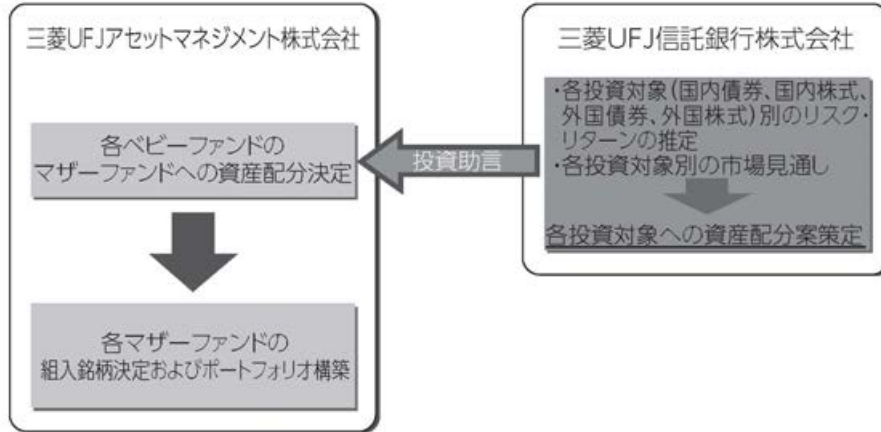 三菱UFJアセットマネジメント株式会社
各ベビーファンドの
マザーファンドへの資産配分決定
各マザーファンドの
組入銘柄決定およびポートフォリオ構築
投資助言
三菱UFJ信託銀行株式会社
・各投資対象(国内債券、国内株式、
外国債券、外国株式)別のリスク・
リターンの推定
・各投資対象別の市場見通し
各投資対象への資産配分案策定